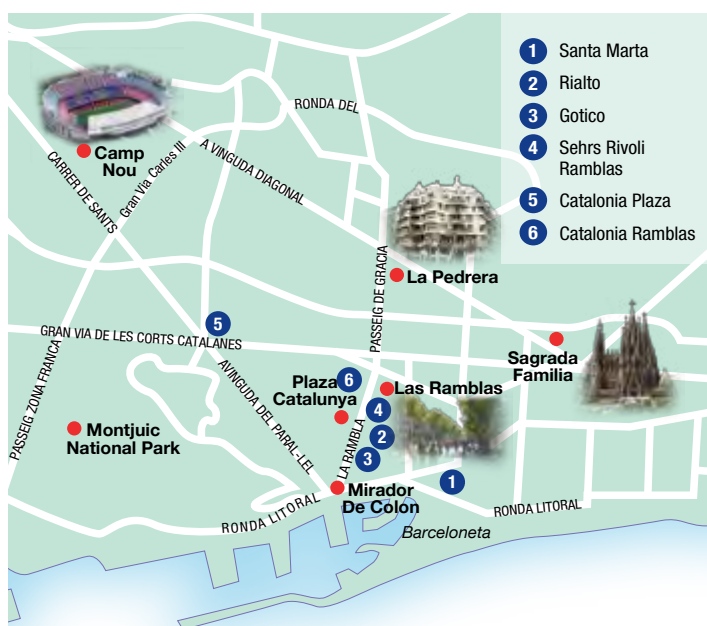 1 Santa Marta
2 Rialto
3 Gotico
4 Sehrs Rivoli
Ramblas
5 Catalonia Plaza
6 Catalonia Ramblas
RONDA DEL
Camp
Nou
Gran Via Carles III
A VINGUDA DIAGONAL
CARRER DE SANTS
La Pedrera
PASSEIG DE GRACIA
5
GRAN VIA DE LES CORTS CATALANES
Sagrada
Familia
PASSEIG ZONA FRANCA
AVINGUDA DEL PARAL-LEL
Plaza
Catalunya
6
Las Ramblas
4
2
3
LA RAMBLA
Montjuic
National Park
1
Mirador
De Colon
RONDA LITORAL
RONDA LITORAL
Barceloneta